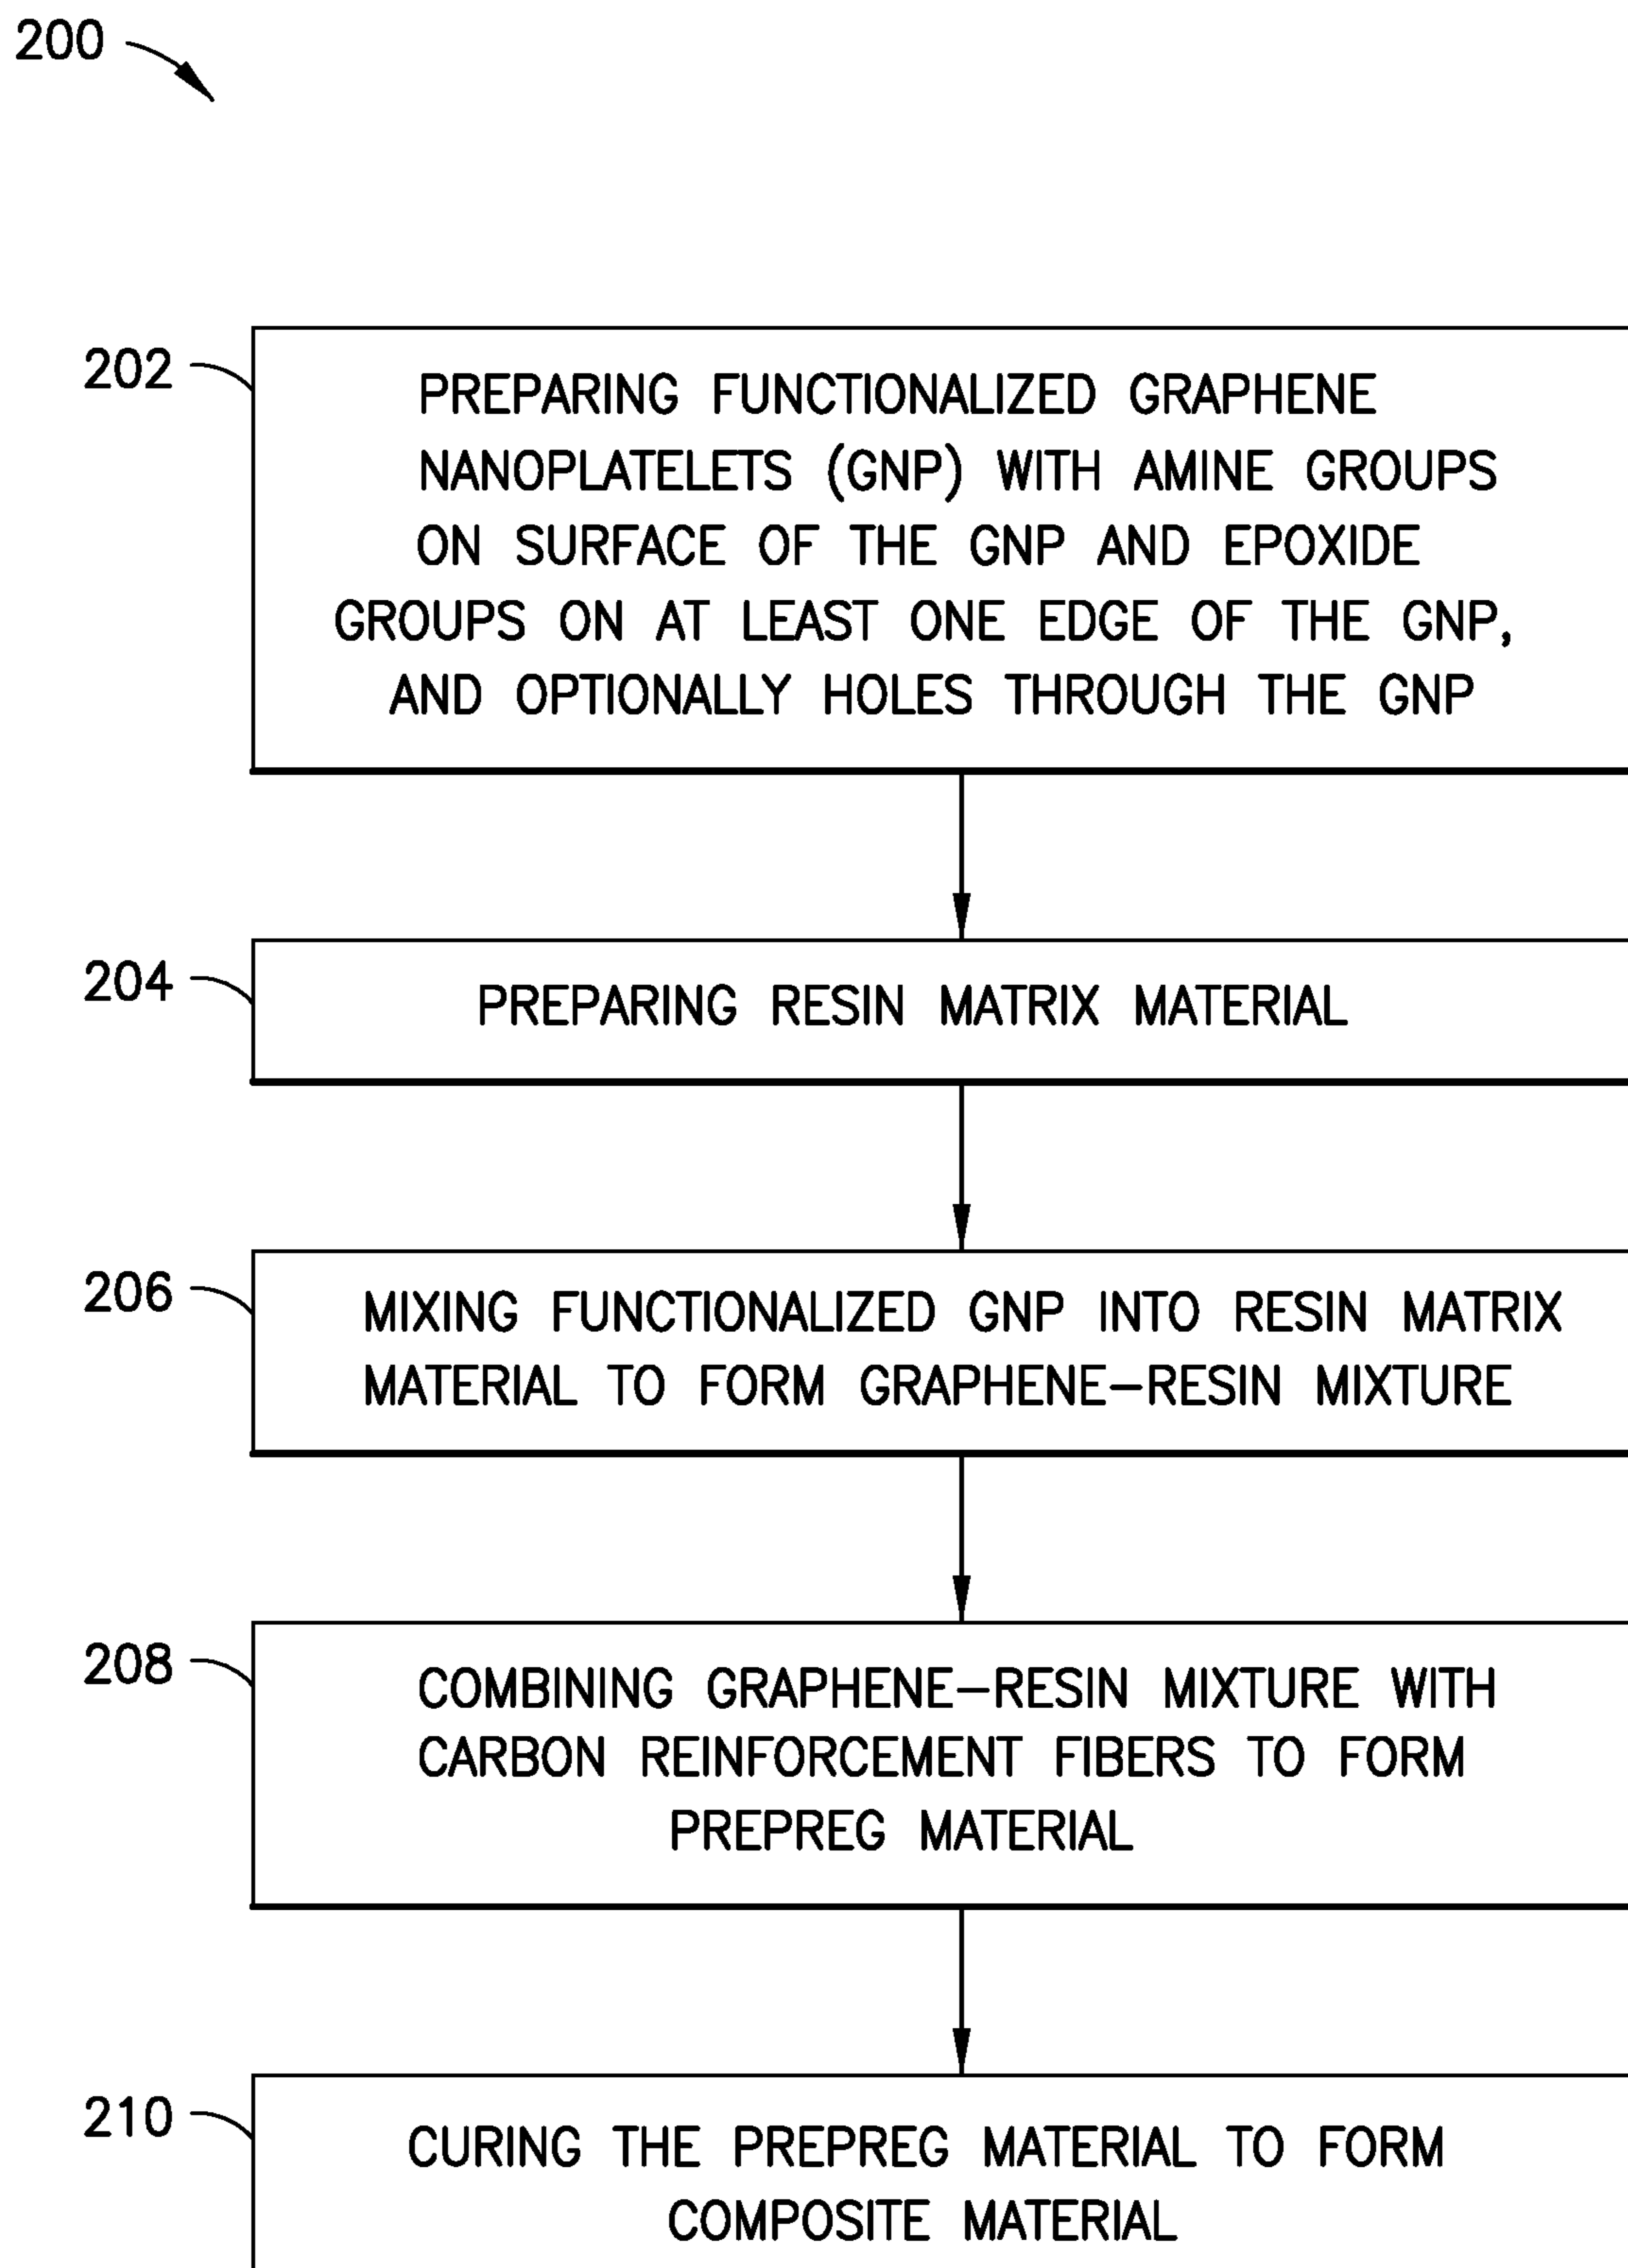 200
202
PREPARING FUNCTIONALIZED GRAPHENE
NANOPLATELETS (GNP) WITH AMINE GROUPS
ON SURFACE OF THE GNP AND EPOXIDE
GROUPS ON AT LEAST ONE EDGE OF THE GNP,
AND OPTIONALLY HOLES THROUGH THE GNP
204
PREPARING RESIN MATRIX MATERIAL
206
MIXING FUNCTIONALIZED GNP INTO RESIN MATRIX
MATERIAL TO FORM GRAPHENE-RESIN MIXTURE
208
COMBINING GRAPHENE-RESIN MIXTURE WITH
CARBON REINFORCEMENT FIBERS TO FORM
PREPREG MATERIAL
210
CURING THE PREPREG MATERIAL TO FORM
COMPOSITE MATERIAL